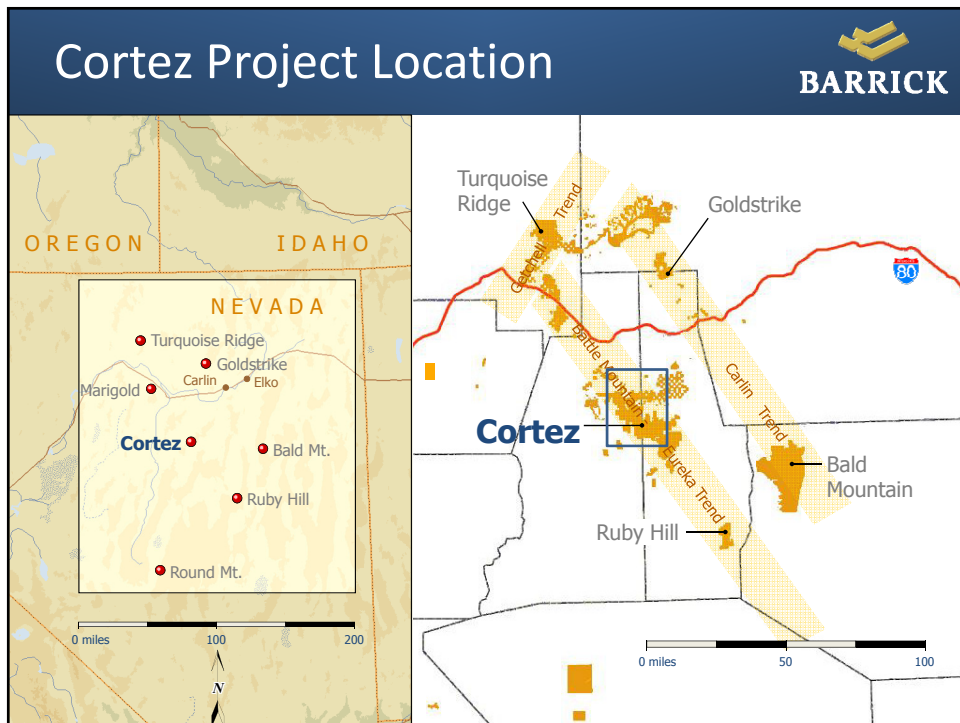 Cortez Project Location
BARRICK
OREGON
IDAHO
NEVADA
Turquoise Ridge
Goldstrike
Carlin
Elko
Marigold
Cortez
Bald Mt.
Ruby Hill
Round Mt.
0 miles
100
200
N
Turquoise
Ridge
Getchell Trend
Goldstrike
80
Battle Mountain
Carlin Trend
Cortez
Eureka Trend
Bald
Mountain
Ruby Hill
0 miles
50
100